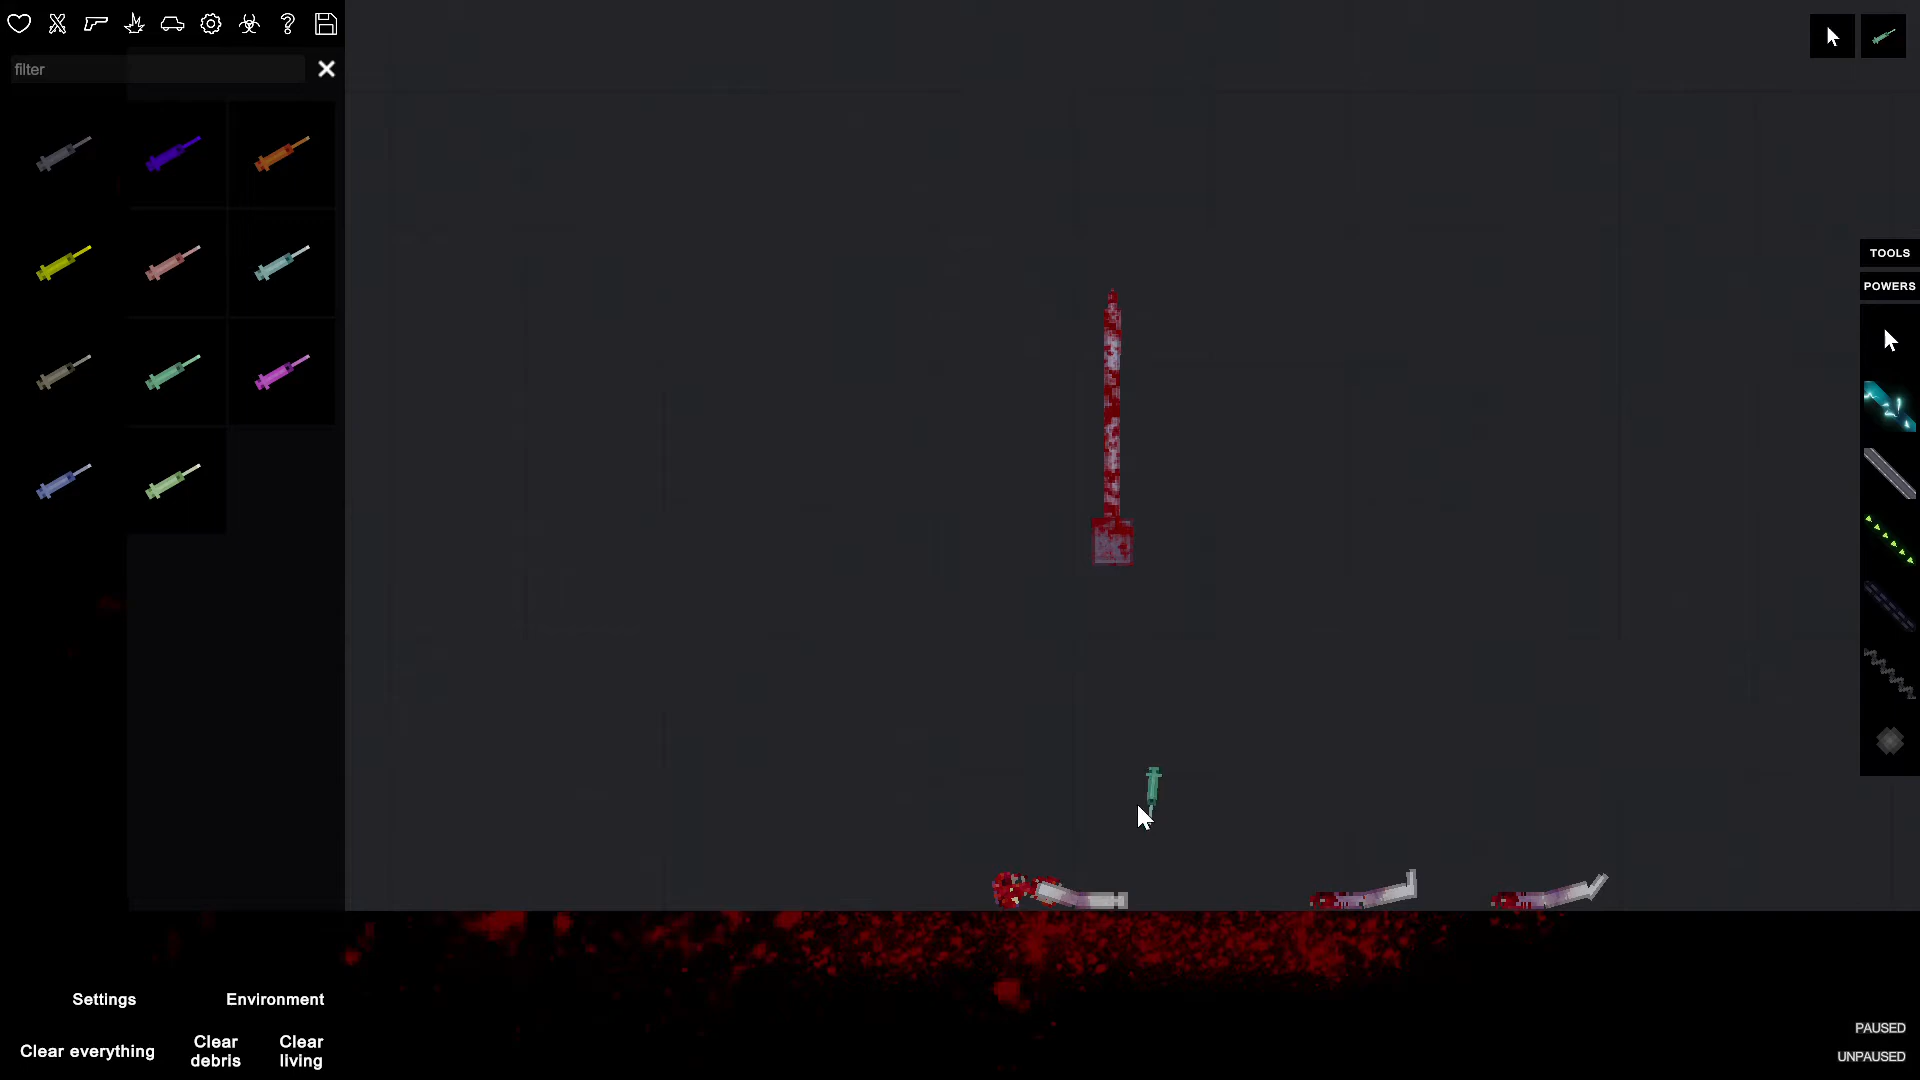 filter
TOOLS
POWERS
Settings
Environment
Clear everything
Clear
debris
Clear
living
PAUSED
UNPAUSED